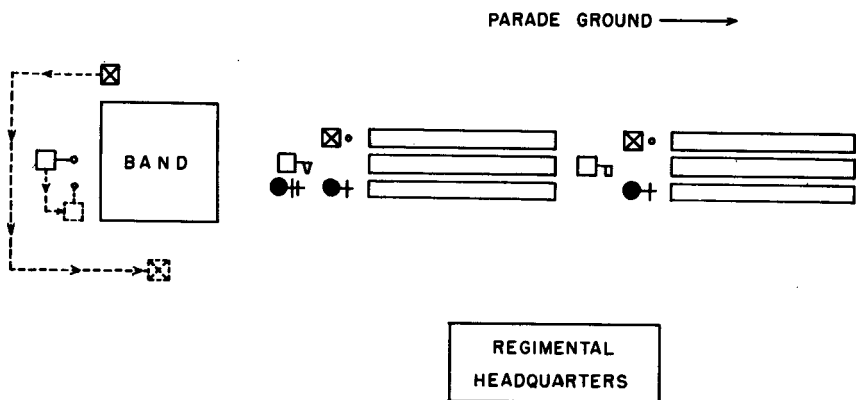 PARADE GROUND
BAND
REGIMENTAL
HEADQUARTERS